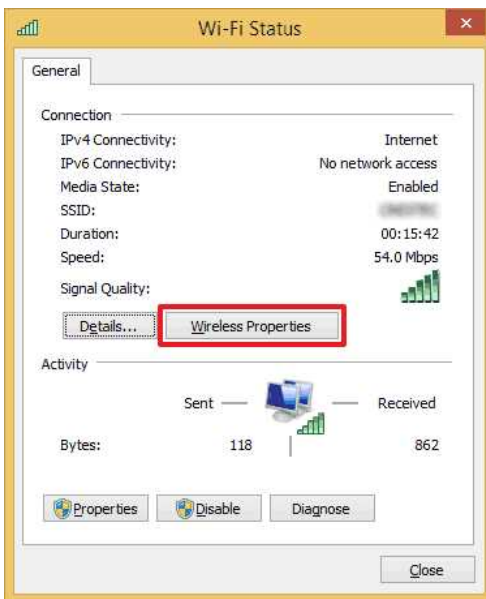 Wi-Fi Status
General
Connection
IPv4 Connectivity: Internet
IPv6 Connectivity: No network access
Media State: Enabled
SSID:
Duration: 00:15:42
Speed: 54.0 Mbps
Signal Quality:
Details... Wireless Properties
Activity
Sent Received
Bytes: 118 862
Properties Disable Diagnose
Close